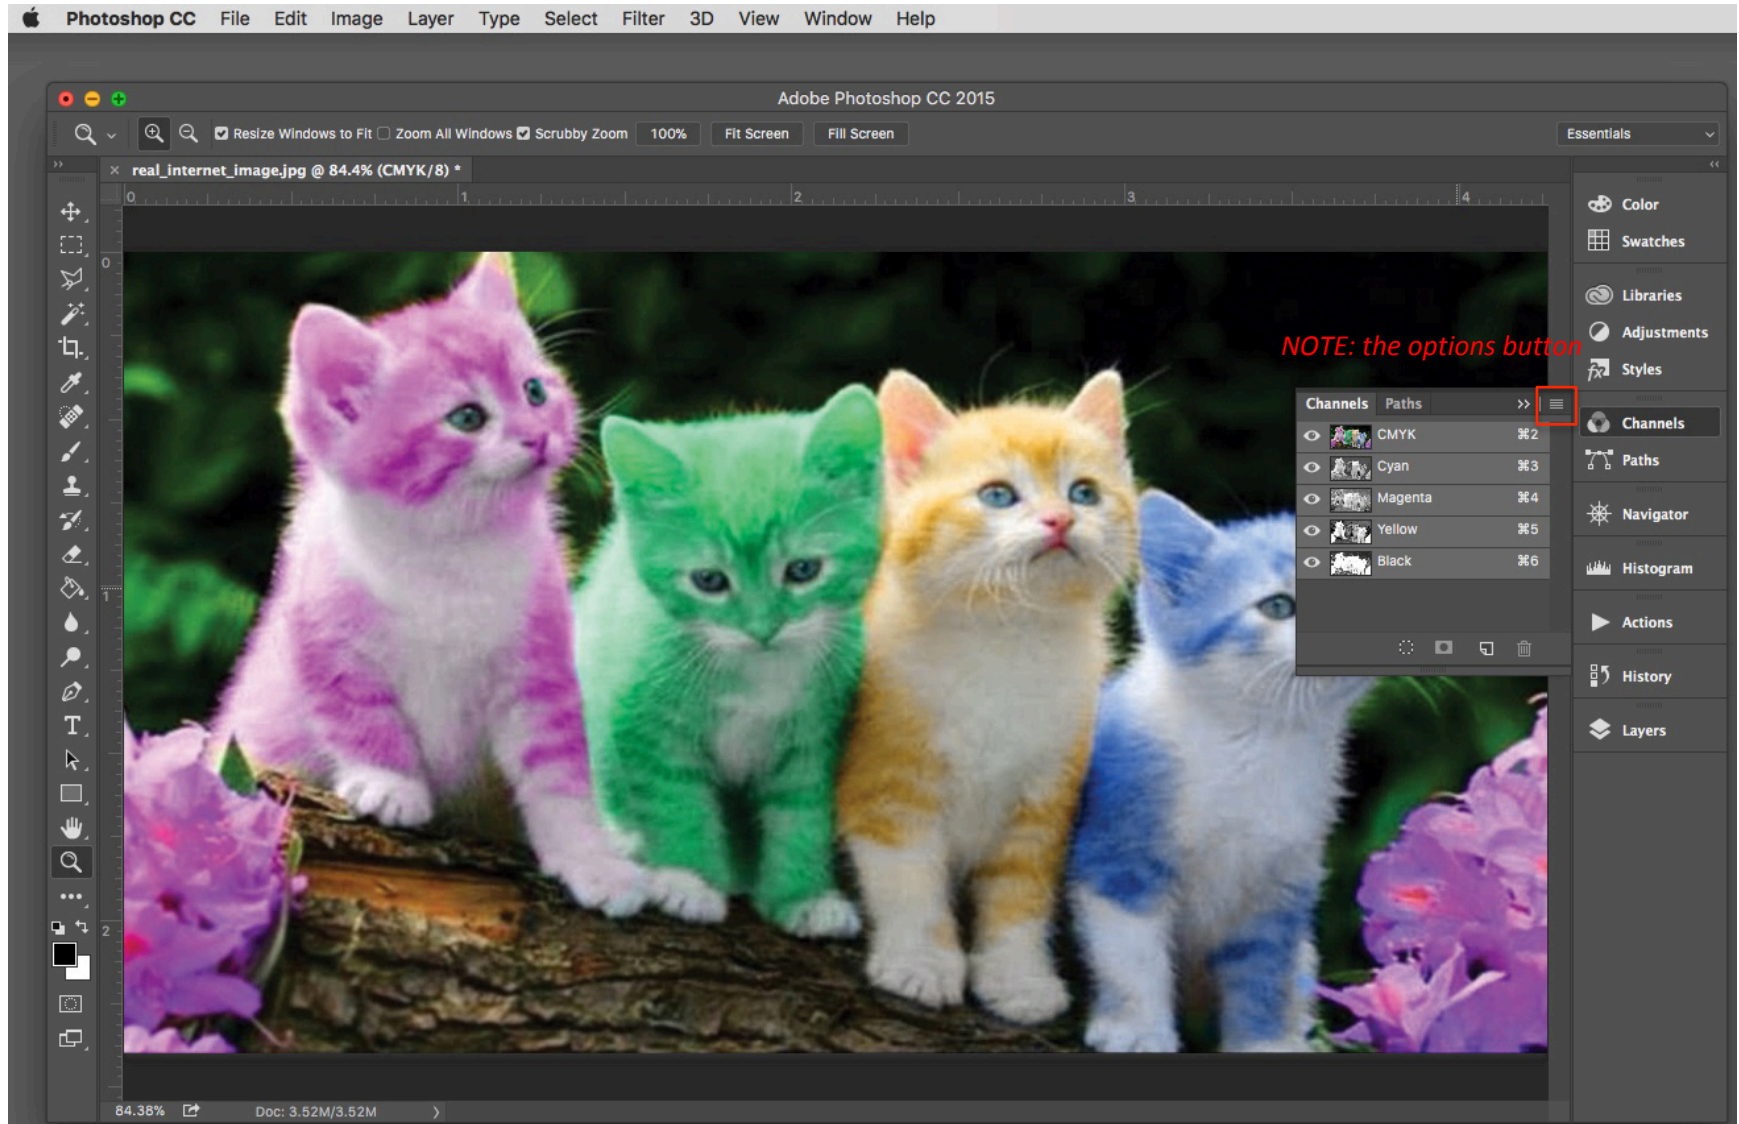 Photoshop CC File Edit Image Layer Type Select Filter 3D View Window Help
Adobe Photoshop CC 2015
Resize Windows to Fit Zoom All Windows Scrubby Zoom 100% Fit Screen Fill Screen Essentials
× real_internet_image.jpg @ 84.4% (CMYK/8) *
0 1 2 3 4
0
1
2
Color
Swatches
Libraries
Adjustments
Styles
Channels
Paths
Navigator
Histogram
Actions
History
Layers
NOTE: the options button
Channels Paths
CMYK ⌘2
Cyan ⌘3
Magenta ⌘4
Yellow ⌘5
Black ⌘6
84.38% Doc: 3.52M/3.52M